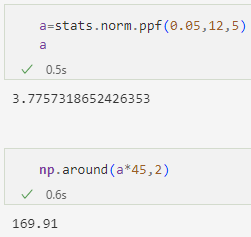 a=stats.norm.ppf(0.05,12,5)
a
0.5s
3.7757318652426353
np.around(a*45,2)
0.6s
169.91